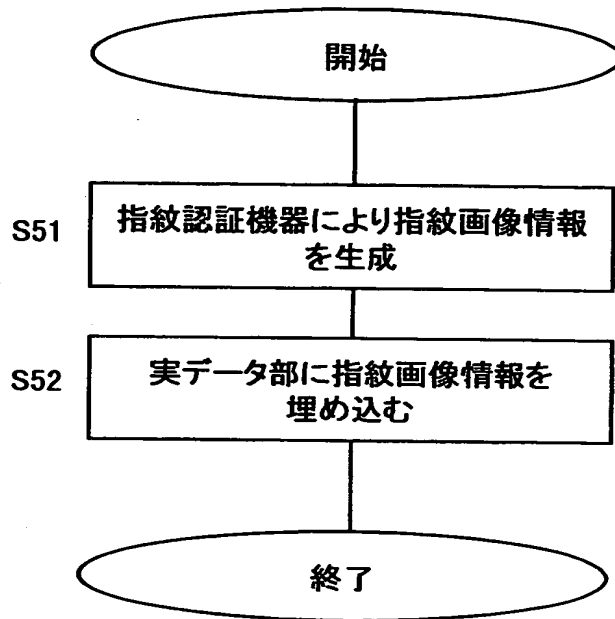 開始
S51
指紋認証機器により指紋画像情報
を生成
S52
実データ部に指紋画像情報を
埋め込む
終了